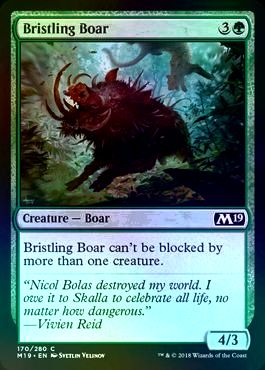 Bristling Boar 3
Creature — Boar M19
Bristling Boar can't be blocked by
more than one creature.
"Nicol Bolas destroyed my world. I
owe it to Skalla to celebrate all life, no
matter how dangerous."
—Vivien Reid
4/3
170/280 C
M19 • EN Svetlin Velinov ™ & © 2018 Wizards of the Coast